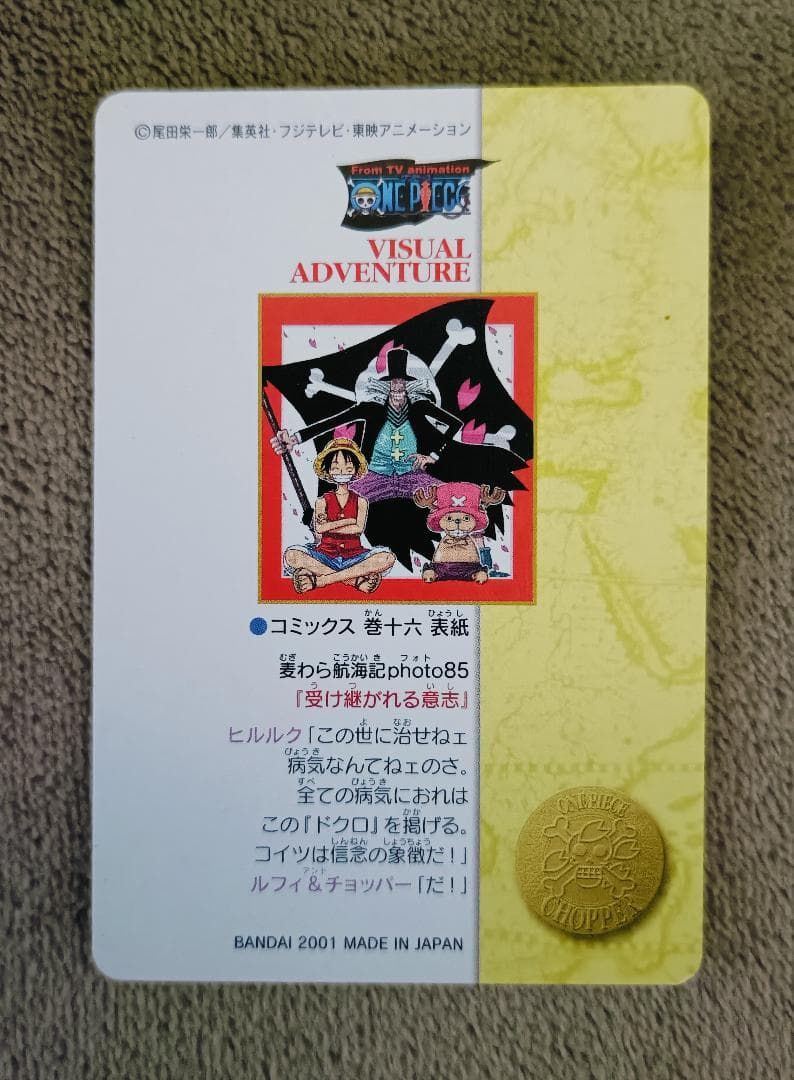 ©尾田栄一郎／集英社・フジテレビ・東映アニメーション
From TV animation
ONE PIECE
VISUAL
ADVENTURE
●コミックス 巻十六 表紙
麦わら航海記photo85
『受け継がれる意志』
ヒルルク「この世に治せねェ
病気なんてねェのさ。
全ての病気におれは
この『ドクロ』を掲げる。
コイツは信念の象徴だ！」
ルフィ&チョッパー「だ！」
BANDAI 2001 MADE IN JAPAN
ONE PIECE
CHOPPER